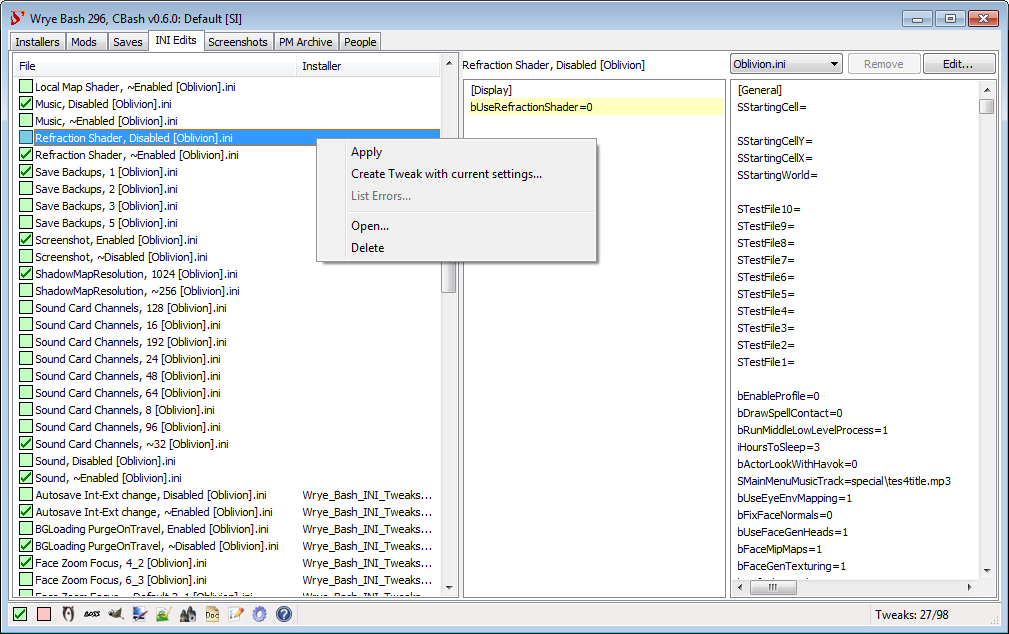 Wrye Bash 296, CBash v0.6.0: Default [SI]
Installers Mods Saves INI Edits Screenshots PM Archive People
File Installer
Local Map Shader, ~Enabled [Oblivion].ini
Music, Disabled [Oblivion].ini
Music, ~Enabled [Oblivion].ini
Refraction Shader, Disabled [Oblivion].ini
Refraction Shader, ~Enabled [Oblivion].ini
Save Backups, 1 [Oblivion].ini
Save Backups, 2 [Oblivion].ini
Save Backups, 3 [Oblivion].ini
Save Backups, 5 [Oblivion].ini
Screenshot, Enabled [Oblivion].ini
Screenshot, ~Disabled [Oblivion].ini
ShadowMapResolution, 1024 [Oblivion].ini
ShadowMapResolution, ~256 [Oblivion].ini
Sound Card Channels, 128 [Oblivion].ini
Sound Card Channels, 16 [Oblivion].ini
Sound Card Channels, 192 [Oblivion].ini
Sound Card Channels, 24 [Oblivion].ini
Sound Card Channels, 48 [Oblivion].ini
Sound Card Channels, 64 [Oblivion].ini
Sound Card Channels, 8 [Oblivion].ini
Sound Card Channels, 96 [Oblivion].ini
Sound Card Channels, ~32 [Oblivion].ini
Sound, Disabled [Oblivion].ini
Sound, ~Enabled [Oblivion].ini
Autosave Int-Ext change, Disabled [Oblivion].ini Wrye_Bash_INI_Tweaks...
Autosave Int-Ext change, ~Enabled [Oblivion].ini Wrye_Bash_INI_Tweaks...
BGLoading PurgeOnTravel, Enabled [Oblivion].ini Wrye_Bash_INI_Tweaks...
BGLoading PurgeOnTravel, ~Disabled [Oblivion].ini Wrye_Bash_INI_Tweaks...
Face Zoom Focus, 4_2 [Oblivion].ini Wrye_Bash_INI_Tweaks...
Face Zoom Focus, 6_3 [Oblivion].ini Wrye_Bash_INI_Tweaks...
Apply
Create Tweak with current settings...
List Errors...
Open...
Delete
Refraction Shader, Disabled [Oblivion]
[Display]
bUseRefractionShader=0
Oblivion.ini Remove Edit...
[General]
SStartingCell=
SStartingCellY=
SStartingCellX=
SStartingWorld=
STestFile10=
STestFile9=
STestFile8=
STestFile7=
STestFile6=
STestFile5=
STestFile4=
STestFile3=
STestFile2=
STestFile1=
bEnableProfile=0
bDrawSpellContact=0
bRunMiddleLowLevelProcess=1
iHoursToSleep=3
bActorLookWithHavok=0
SMainMenuMusicTrack=special\tes4title.mp3
bUseEyeEnvMapping=1
bFixFaceNormals=0
bUseFaceGenHeads=1
bFaceMipMaps=1
bFaceGenTexturing=1
BOSS Doc
Tweaks: 27/98